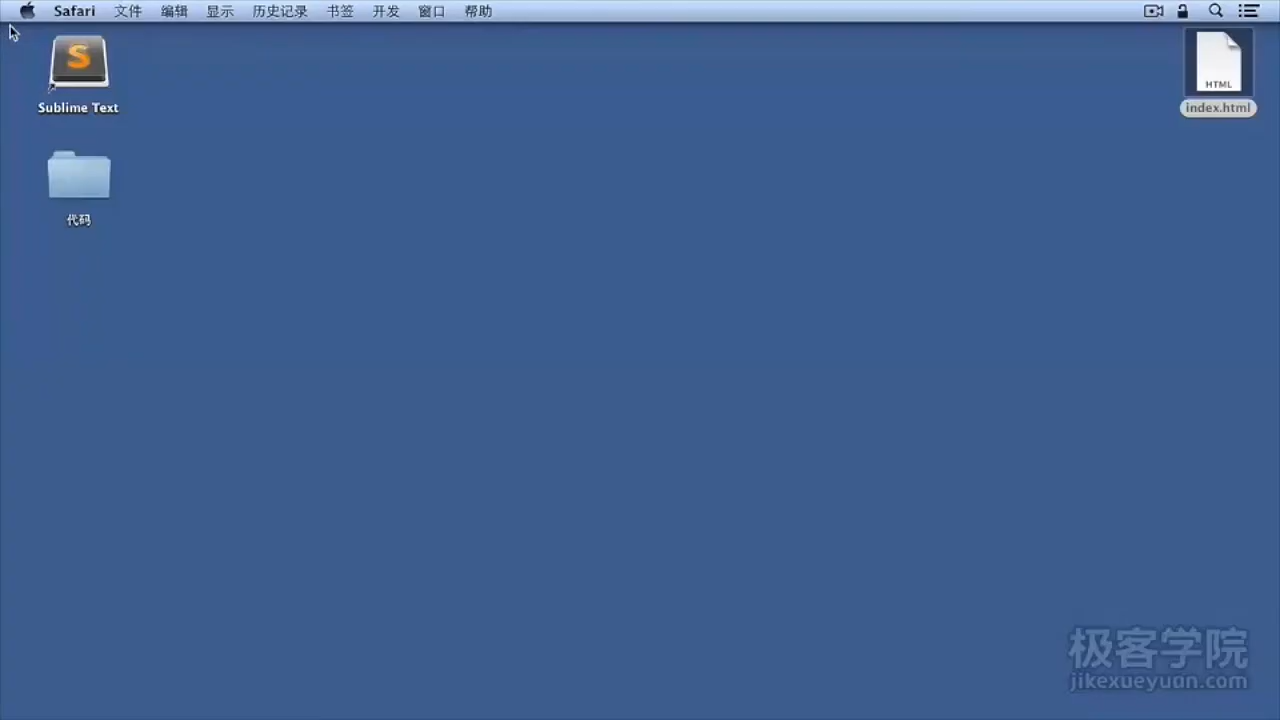 Safari 文件 编辑 显示 历史记录 书签 开发 窗口 帮助
S
Sublime Text
HTML
index.html
代码
极客学院
jikexueyuan.com